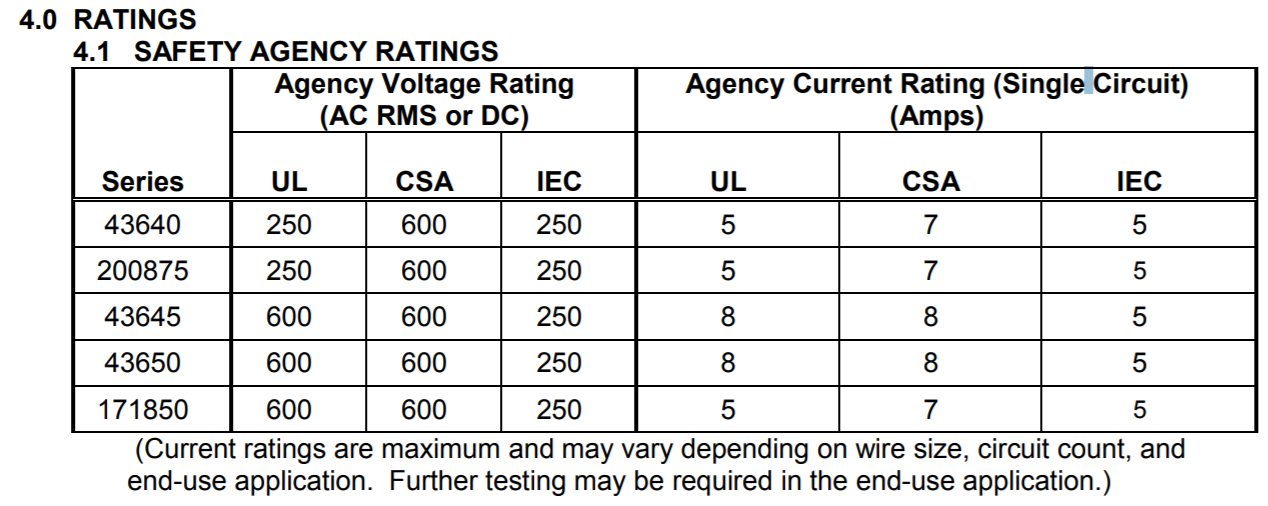 4.0 RATINGS
4.1 SAFETY AGENCY RATINGS
Agency Voltage Rating
(AC RMS or DC)
Agency Current Rating (Single Circuit)
(Amps)
Series UL CSA IEC UL CSA IEC
43640 250 600 250 5 7 5
200875 250 600 250 5 7 5
43645 600 600 250 8 8 5
43650 600 600 250 8 8 5
171850 600 600 250 5 7 5
(Current ratings are maximum and may vary depending on wire size, circuit count, and
end-use application. Further testing may be required in the end-use application.)